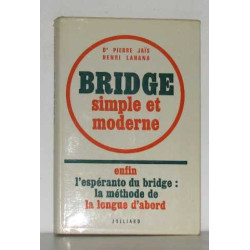 Dr PIERRE JAÏS
HENRI LAHANA
BRIDGE
simple et
moderne
enfin
l'espéranto du bridge :
la méthode de
la longue d'abord
JULLIARD